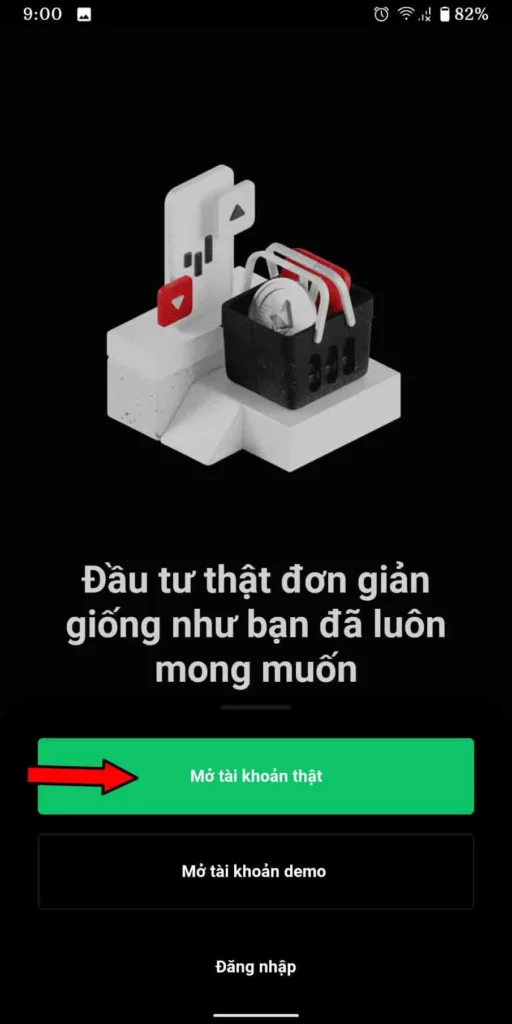 9:00
82%
Đầu tư thật đơn giản
giống như bạn đã luôn
mong muốn
Mở tài khoản thật
Mở tài khoản demo
Đăng nhập